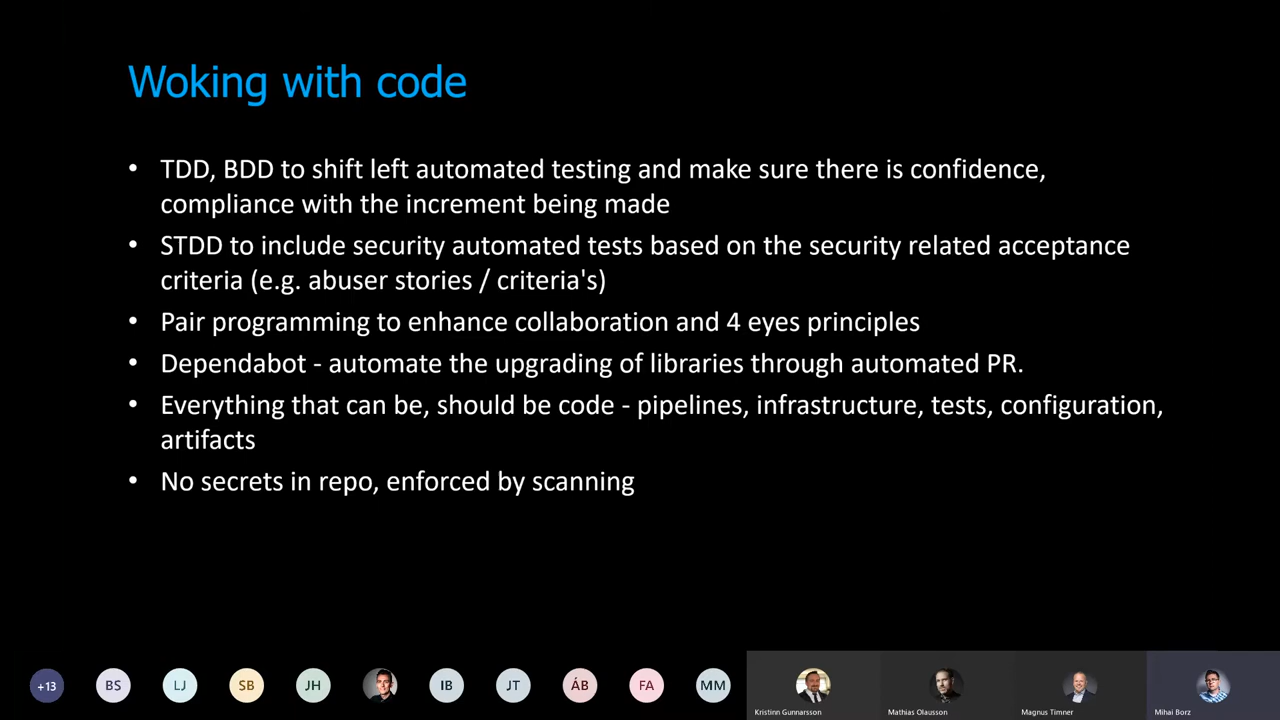 Woking with code
• TDD, BDD to shift left automated testing and make sure there is confidence,
compliance with the increment being made
• STDD to include security automated tests based on the security related acceptance
criteria (e.g. abuser stories / criteria's)
• Pair programming to enhance collaboration and 4 eyes principles
• Dependabot - automate the upgrading of libraries through automated PR.
• Everything that can be, should be code - pipelines, infrastructure, tests, configuration,
artifacts
• No secrets in repo, enforced by scanning
+13 BS LJ SB JH IB JT ÁB FA MM
Kristinn Gunnarsson Mathias Olausson Magnus Timner Mihai Borz